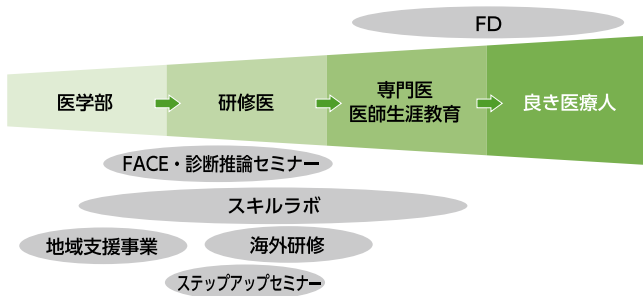 FD
医学部
研修医
専門医
医師生涯教育
良き医療人
FACE・診断推論セミナー
スキルラボ
地域支援事業
海外研修
ステップアップセミナー